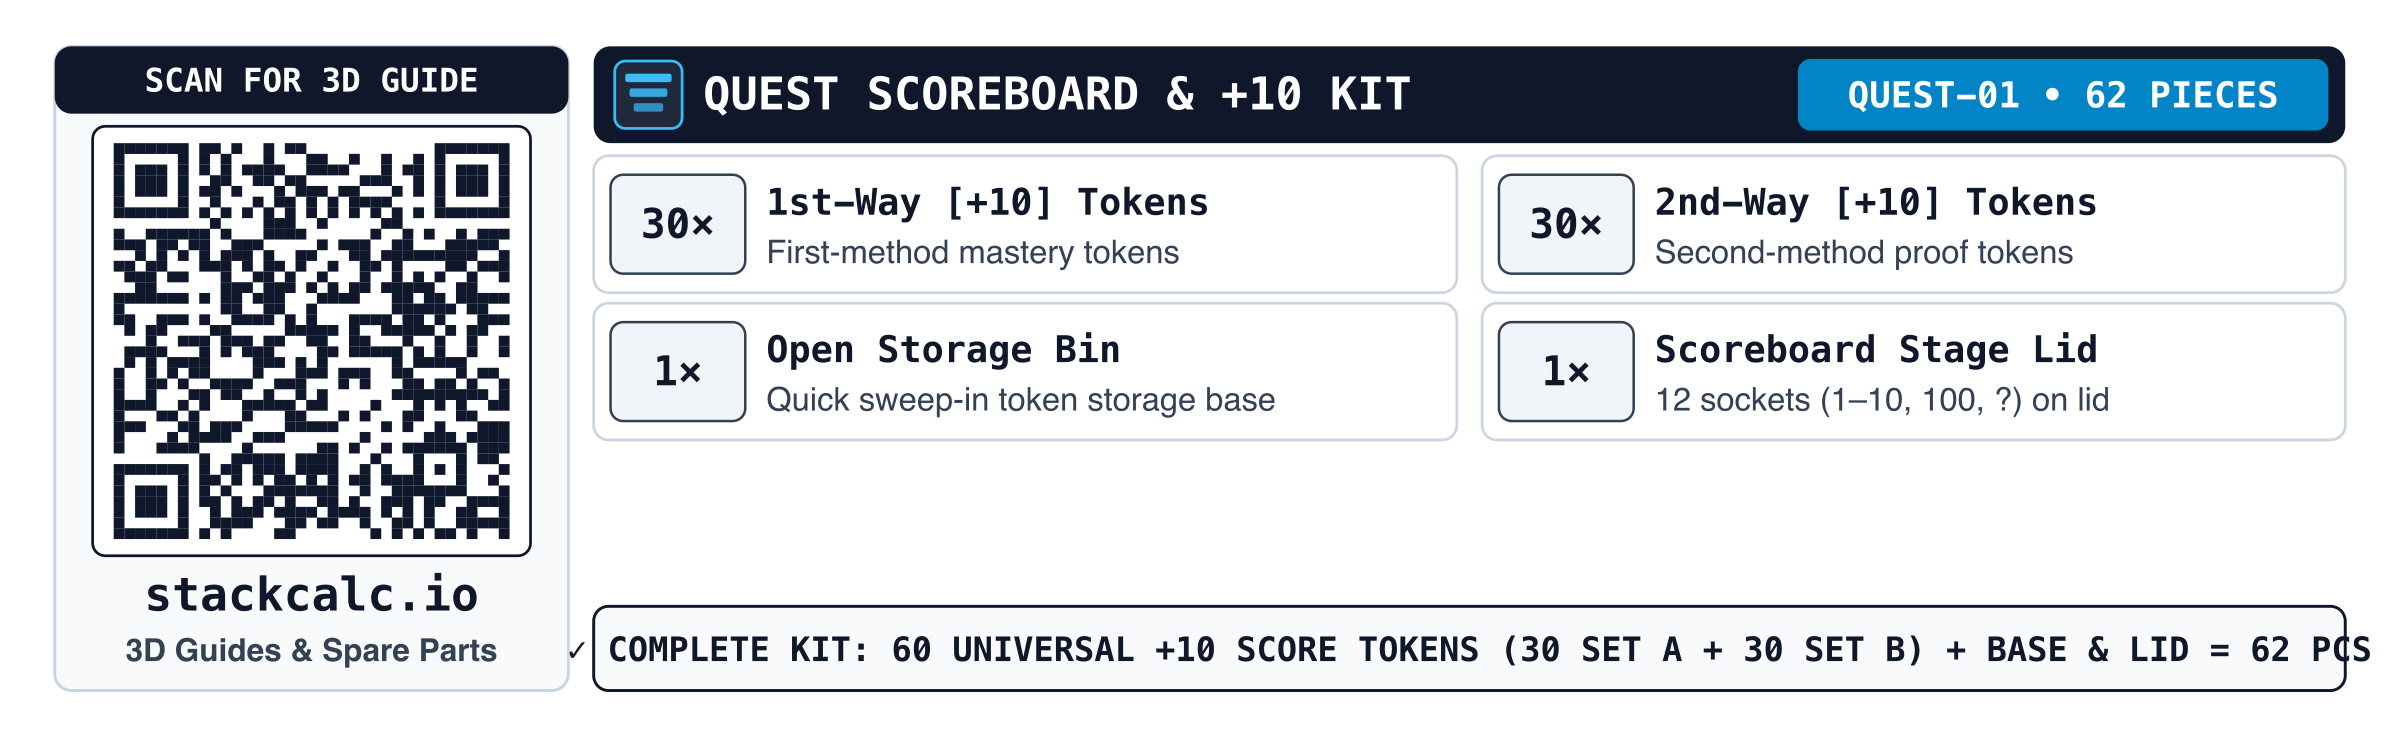 SCAN FOR 3D GUIDE
stackcalc.io
3D Guides & Spare Parts
QUEST SCOREBOARD & +10 KIT
QUEST–01 • 62 PIECES
30×
1st–Way [+10] Tokens
First-method mastery tokens
30×
2nd–Way [+10] Tokens
Second-method proof tokens
1×
Open Storage Bin
Quick sweep-in token storage base
1×
Scoreboard Stage Lid
12 sockets (1–10, 100, ?) on lid
✓ COMPLETE KIT: 60 UNIVERSAL +10 SCORE TOKENS (30 SET A + 30 SET B) + BASE & LID = 62 PCS